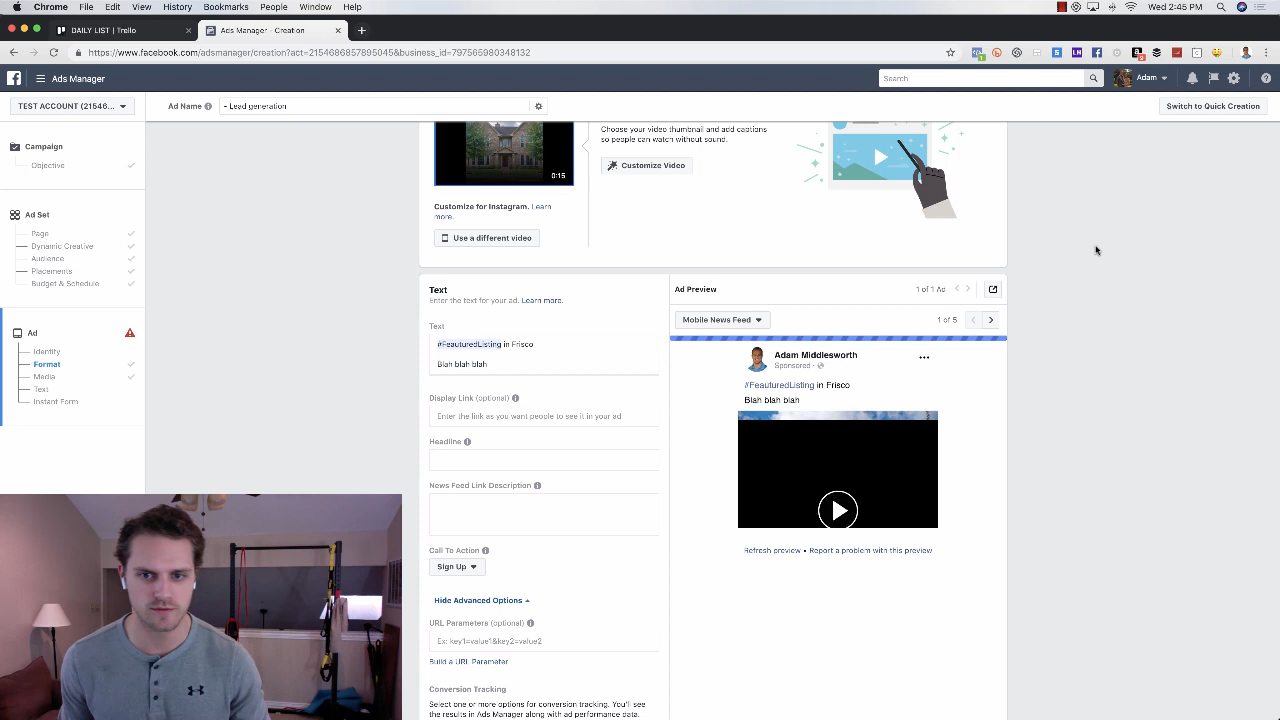 Chrome File Edit View History Bookmarks People Window Help
Wed 2:45 PM
DAILY LIST | Trello
Ads Manager - Creation
https://www.facebook.com/adsmanager/creation?act=2154686857895045&business_id=797565980348132
Ads Manager
Search
Adam
TEST ACCOUNT (21546...
Ad Name
- Lead generation
Switch to Quick Creation
Campaign
Objective
Ad Set
Page
Dynamic Creative
Audience
Placements
Budget & Schedule
Ad
Identity
Format
Media
Text
Instant Form
0:15
Choose your video thumbnail and add captions
so people can watch without sound.
Customize Video
Customize for Instagram. Learn
more.
Use a different video
Text
Enter the text for your ad. Learn more.
Text
#FeauturedListing in Frisco
Blah blah blah
Display Link (optional)
Enter the link as you want people to see it in your ad
Headline
News Feed Link Description
Call To Action
Sign Up
Hide Advanced Options
URL Parameters (optional)
Ex: key1=value1&key2=value2
Build a URL Parameter
Conversion Tracking
Select one or more options for conversion tracking. You'll see
the results in Ads Manager along with ad performance data.
Ad Preview
1 of 1 Ad
Mobile News Feed
1 of 5
Adam Middlesworth
Sponsored ·
#FeauturedListing in Frisco
Blah blah blah
Refresh preview • Report a problem with this preview